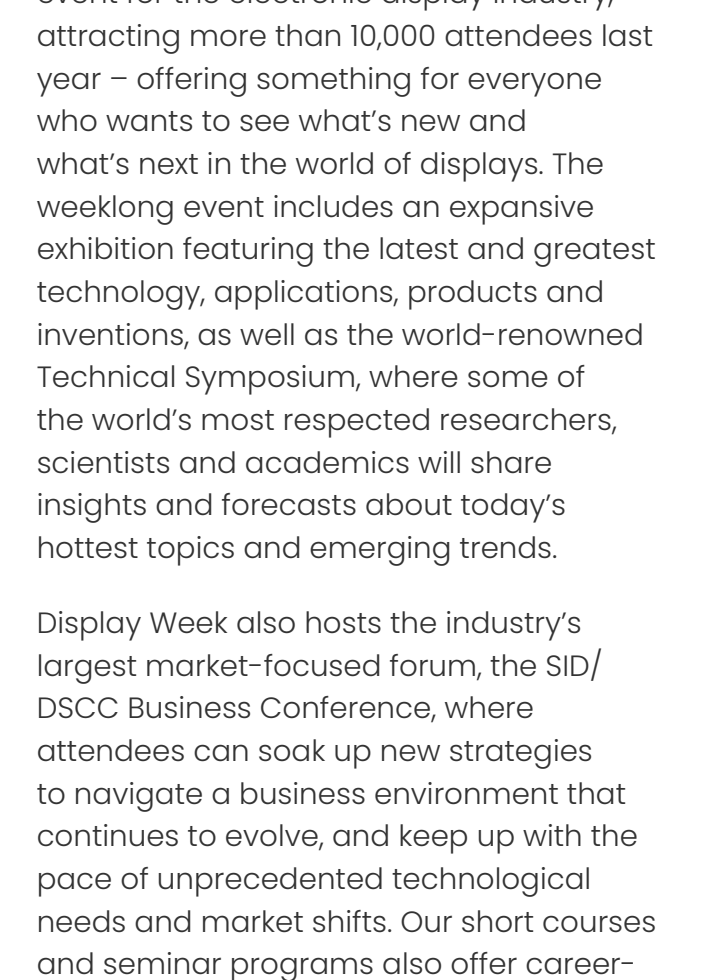 event for the electronic display industry,
attracting more than 10,000 attendees last
year – offering something for everyone
who wants to see what’s new and
what’s next in the world of displays. The
weeklong event includes an expansive
exhibition featuring the latest and greatest
technology, applications, products and
inventions, as well as the world-renowned
Technical Symposium, where some of
the world’s most respected researchers,
scientists and academics will share
insights and forecasts about today’s
hottest topics and emerging trends.
Display Week also hosts the industry’s
largest market-focused forum, the SID/
DSCC Business Conference, where
attendees can soak up new strategies
to navigate a business environment that
continues to evolve, and keep up with the
pace of unprecedented technological
needs and market shifts. Our short courses
and seminar programs also offer career-